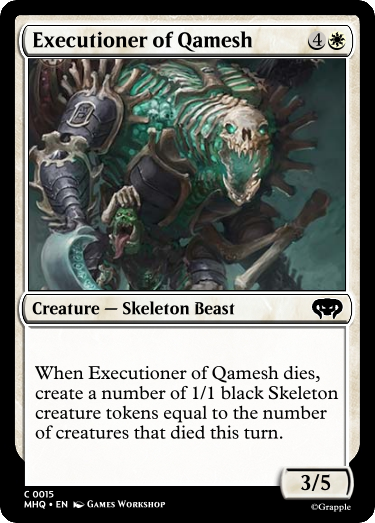 Executioner of Qamesh 4
Creature — Skeleton Beast
When Executioner of Qamesh dies,
create a number of 1/1 black Skeleton
creature tokens equal to the number
of creatures that died this turn.
3/5
C 0015
MHQ • EN Games Workshop
©Grapple